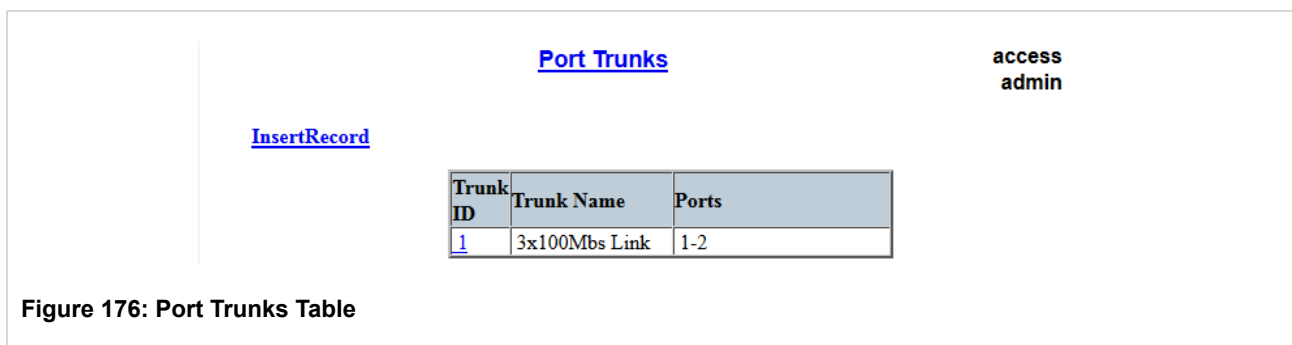 Port Trunks
access
admin
InsertRecord
Trunk ID Trunk Name Ports
1 3x100Mbs Link 1-2
Figure 176: Port Trunks Table